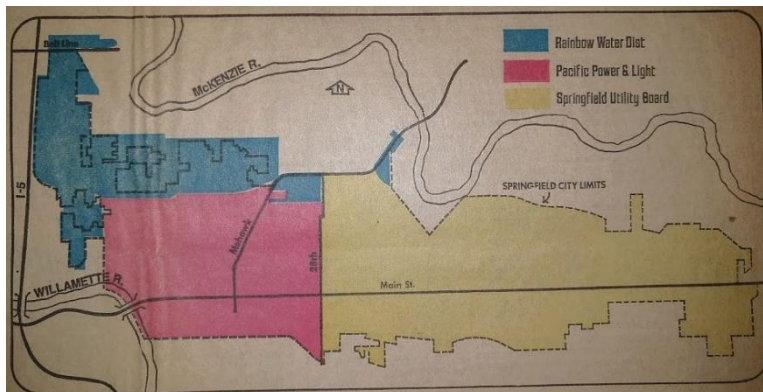 Belt Line
McKENZIE R.
N
Rainbow Water Dist
Pacific Power & Light
Springfield Utility Board
I-5
SPRINGFIELD CITY LIMITS
Mohawk
28th
WILLAMETTE R.
Main St.